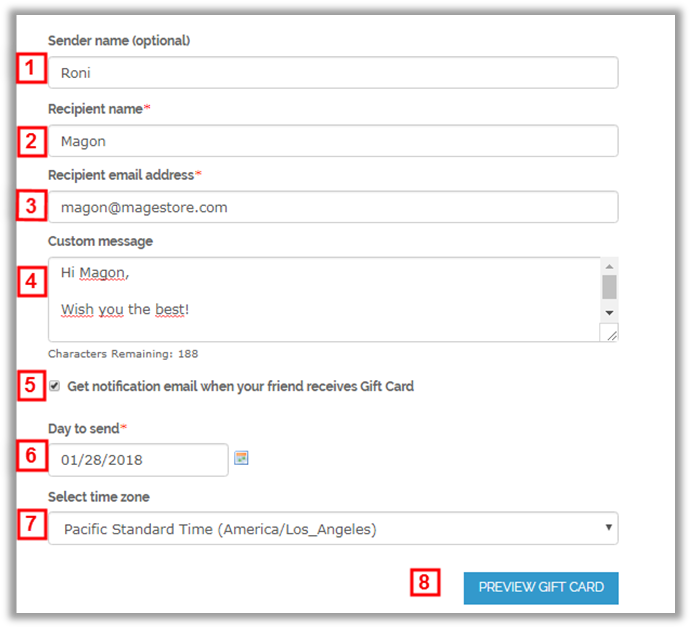 Sender name (optional)
1 Roni
Recipient name*
2 Magon
Recipient email address*
3 magon@magestore.com
Custom message
4 Hi Magon,
Wish you the best!
Characters Remaining: 188
5 Get notification email when your friend receives Gift Card
Day to send*
6 01/28/2018
Select time zone
7 Pacific Standard Time (America/Los_Angeles)
8 PREVIEW GIFT CARD